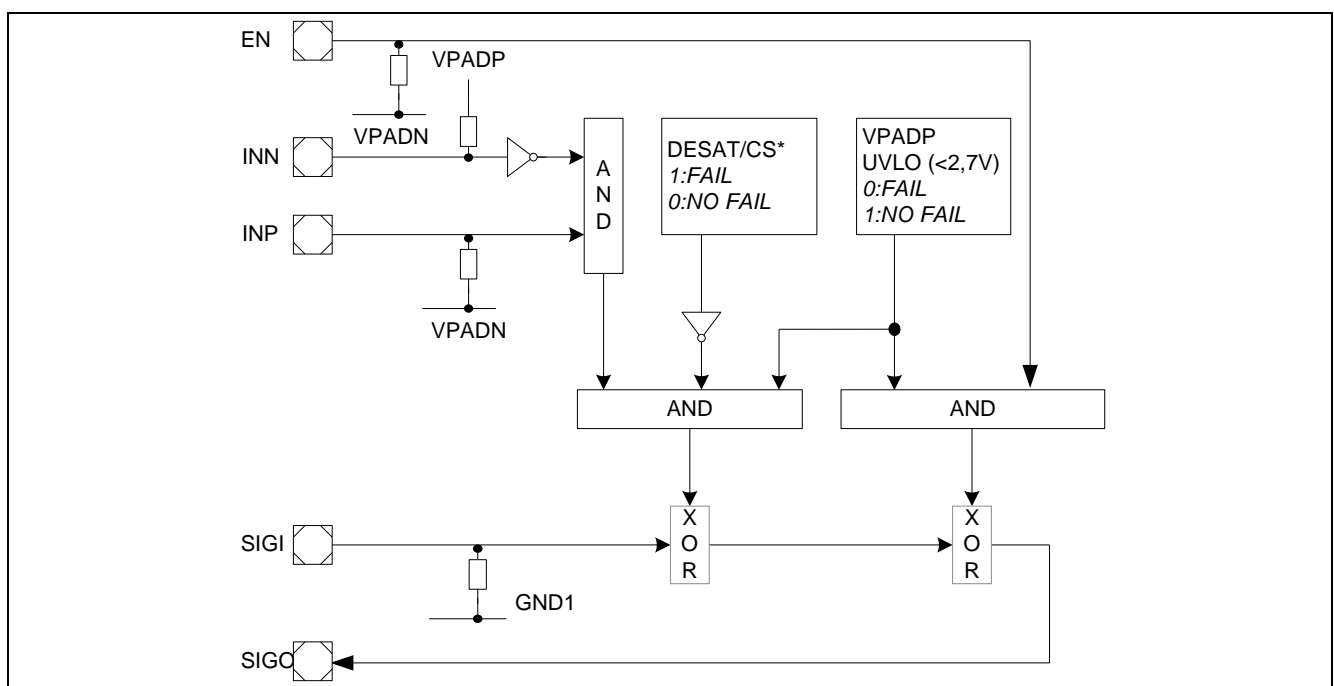 EN
VPADP
VPADN
INN
INP
VPADN
A
N
D
DESAT/CS*
1:FAIL
0:NO FAIL
VPADP
UVLO (<2,7V)
0:FAIL
1:NO FAIL
AND
AND
SIGI
X
O
R
X
O
R
GND1
SIGO